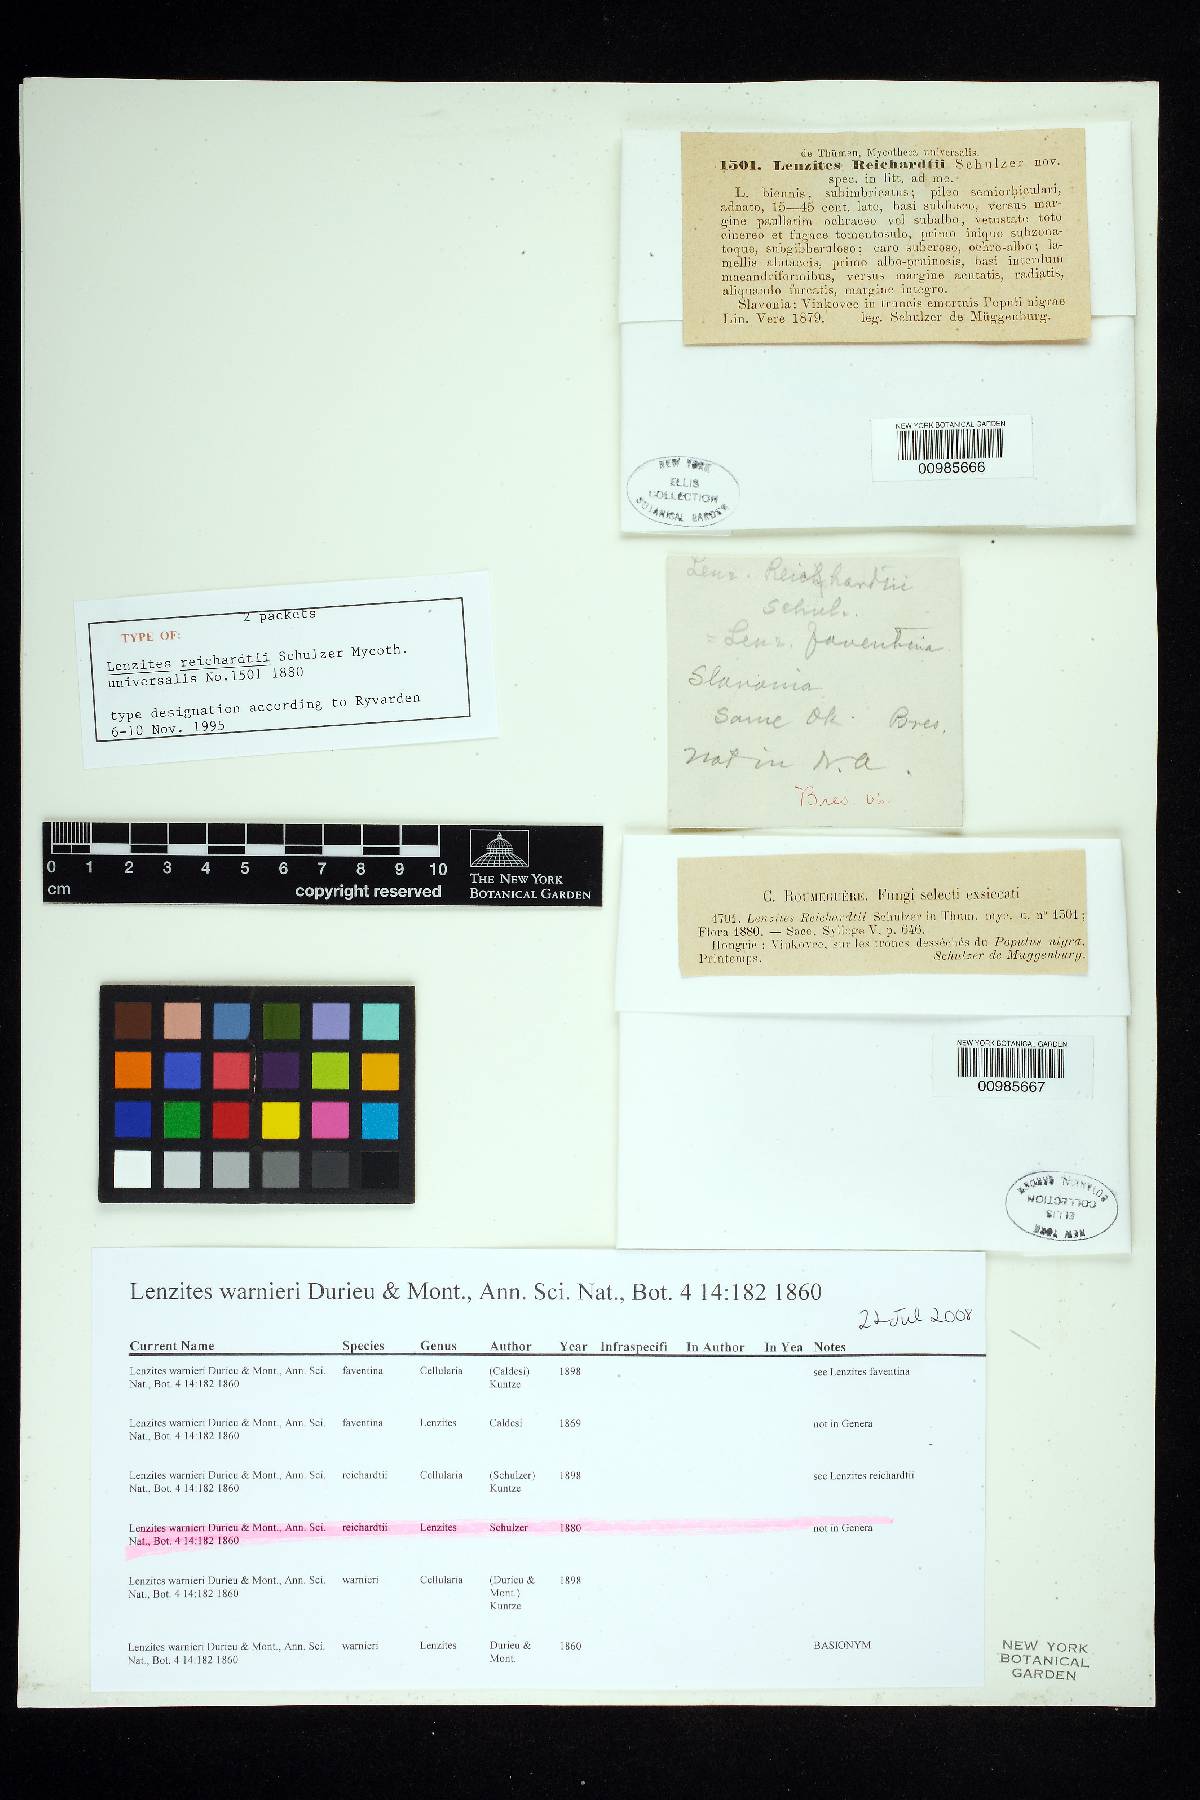 de Thümen, Mycotheca universalis.
1501. Lenzites Reichardtii Schulzer nov.
spec. in litt. ad me.
L. biennis, subimbricatus; pileo semiorbiculari,
adnato, 15—45 cent. lato, basi subfusco, versus mar-
gine paullatim ochraceo vel subalbo, vetustate toto
cinereo et fugace tomentosulo, primo inique subzona-
toque, subgibberuloso; caro suberoso, ochro-albo; la-
mellis alutaceis, primo albo-pruinosis, basi interdum
maeandriformibus, versus margine acutatis, radiatis,
aliquando furcatis, margine integro.
Slavonia: Vinkovce in truncis emortuis Populi nigrae
Lin. Vere 1879. leg. Schulzer de Müggenburg.
NEW YORK BOTANICAL GARDEN
00985666
NEW YORK
ELLIS
COLLECTION
BOTANICAL GARDEN
Lenz. Reichhardtii
Schul.
= Lenz. faventina
Slavonia
Same Ok Bres.
Not in N.A.
Bres.
2 packets
TYPE OF:
Lenzites reichardtii Schulzer Mycoth.
universalis No.1501 1880
type designation according to Ryvarden
6-10 Nov. 1995
0 1 2 3 4 5 6 7 8 9 10
cm
copyright reserved
THE NEW YORK
BOTANICAL GARDEN
C. ROUMEGUÈRE. Fungi selecti exsiccati
4701. Lenzites Reichardtii Schulzer in Thum. myc. u. n° 1501;
Flora 1880. — Sacc. Sylloge V. p. 646.
Hongrie: Vinkovce, sur les troncs desséchés du Populus nigra.
Printemps. Schulzer de Muggenburg.
NEW YORK BOTANICAL GARDEN
00985667
NEW YORK
ELLIS
COLLECTION
BOTANICAL GARDEN
Lenzites warnieri Durieu & Mont., Ann. Sci. Nat., Bot. 4 14:182 1860
22 Jul 2008
Current Name Species Genus Author Year Infraspecifi In Author In Yea Notes
Lenzites warnieri Durieu & Mont., Ann. Sci. faventina Cellularia (Caldesi) 1898 see Lenzites faventina
Nat., Bot. 4 14:182 1860 Kuntze
Lenzites warnieri Durieu & Mont., Ann. Sci. faventina Lenzites Caldesi 1869 not in Genera
Nat., Bot. 4 14:182 1860
Lenzites warnieri Durieu & Mont., Ann. Sci. reichardtii Cellularia (Schulzer) 1898 see Lenzites reichardtii
Nat., Bot. 4 14:182 1860 Kuntze
Lenzites warnieri Durieu & Mont., Ann. Sci. reichardtii Lenzites Schulzer 1880 not in Genera
Nat., Bot. 4 14:182 1860
Lenzites warnieri Durieu & Mont., Ann. Sci. warnieri Cellularia (Durieu & 1898
Nat., Bot. 4 14:182 1860 Mont.)
Kuntze
Lenzites warnieri Durieu & Mont., Ann. Sci. warnieri Lenzites Durieu & 1860 BASIONYM
Nat., Bot. 4 14:182 1860 Mont.
NEW YORK
BOTANICAL
GARDEN